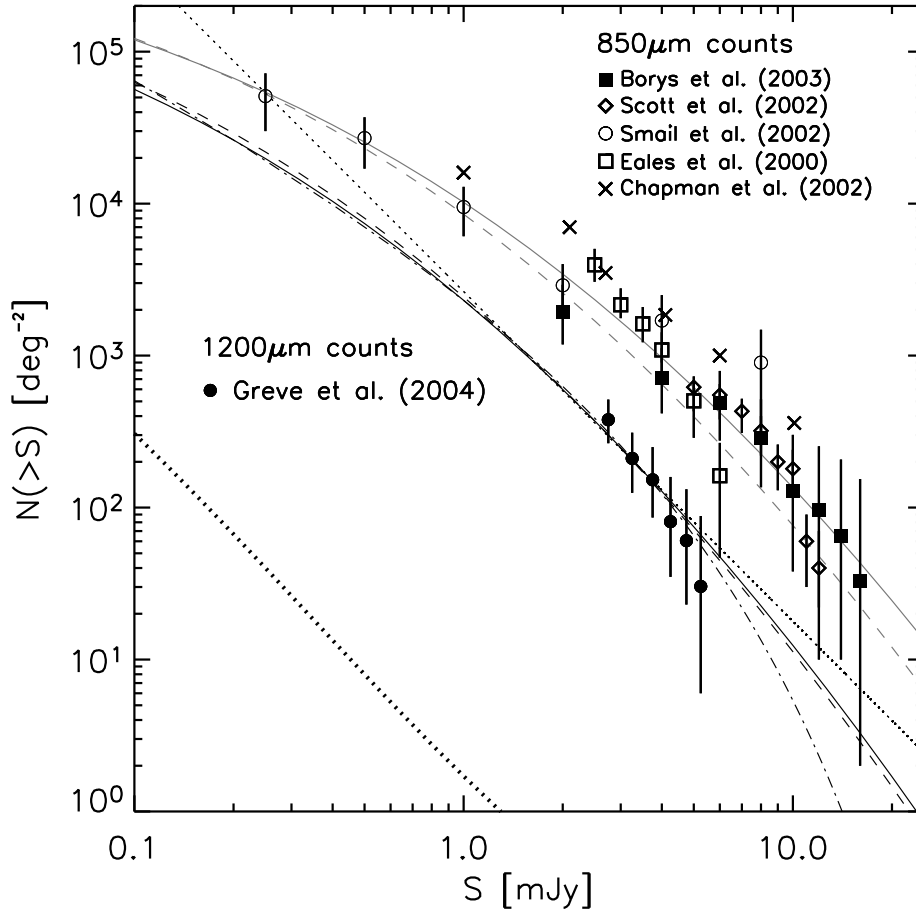 850μm counts
Borys et al. (2003)
Scott et al. (2002)
Smail et al. (2002)
Eales et al. (2000)
Chapman et al. (2002)
1200μm counts
Greve et al. (2004)
N(>S) [deg⁻²]
10⁵
10⁴
10³
10²
10¹
10⁰
0.1 1.0 10.0
S [mJy]